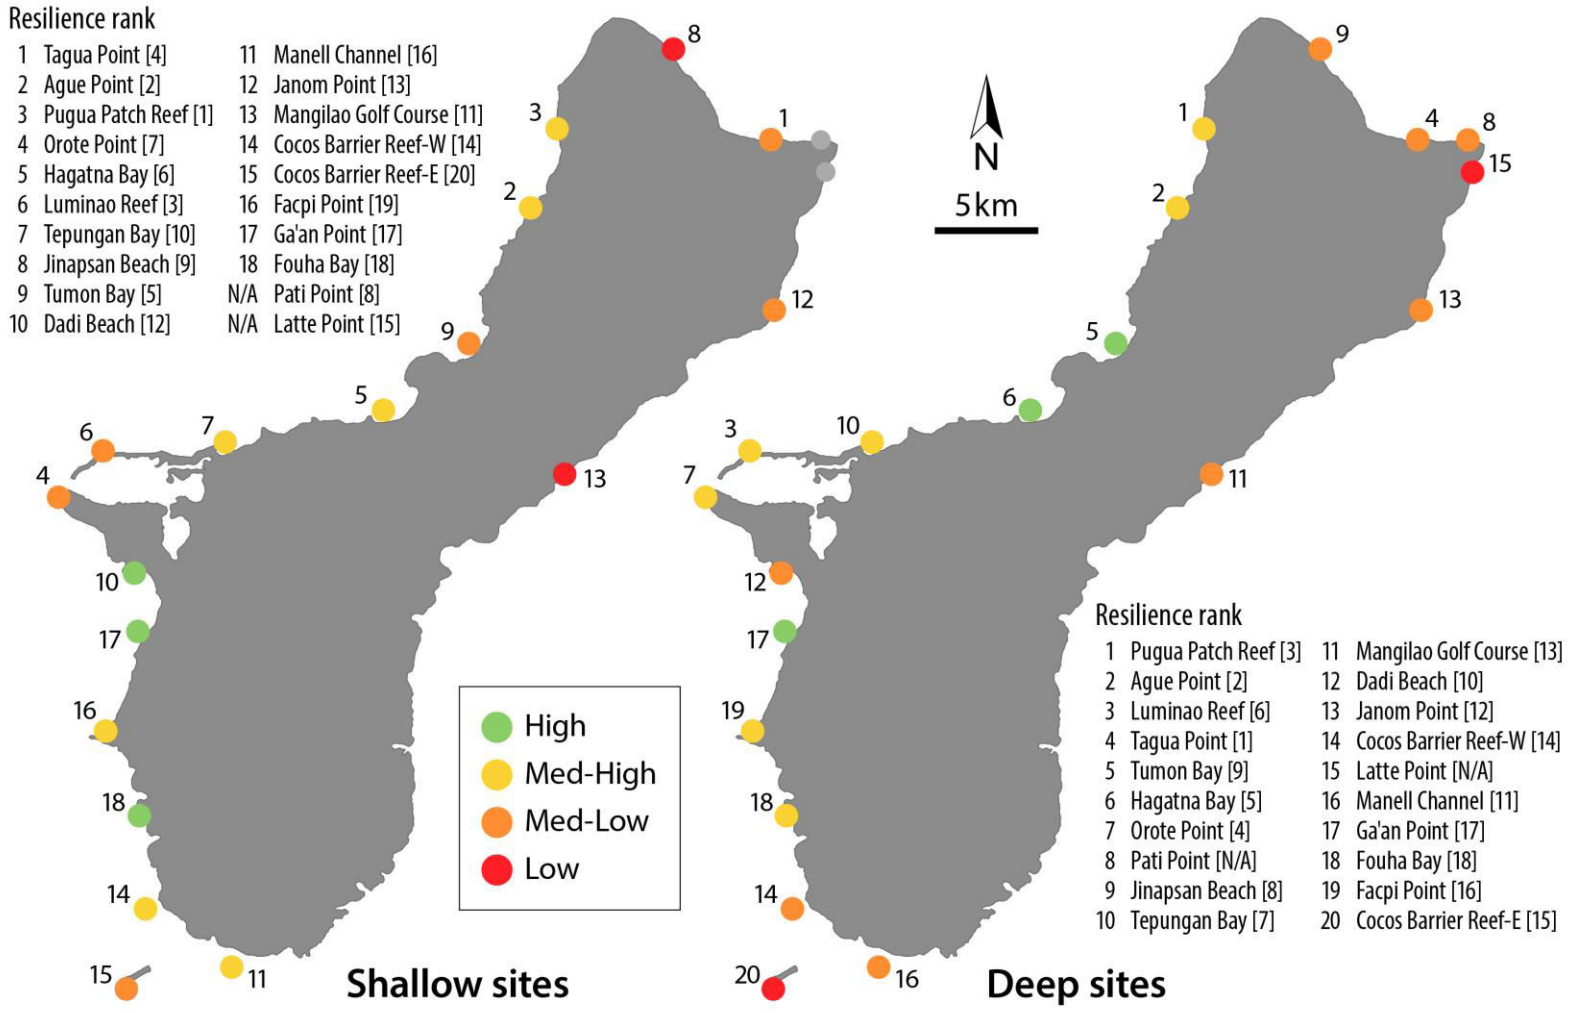 Resilience rank
1 Tagua Point [4]
2 Ague Point [2]
3 Pugua Patch Reef [1]
4 Orote Point [7]
5 Hagatna Bay [6]
6 Luminao Reef [3]
7 Tepungan Bay [10]
8 Jinapsan Beach [9]
9 Tumon Bay [5]
10 Dadi Beach [12]
11 Manell Channel [16]
12 Janom Point [13]
13 Mangilao Golf Course [11]
14 Cocos Barrier Reef-W [14]
15 Cocos Barrier Reef-E [20]
16 Facpi Point [19]
17 Ga'an Point [17]
18 Fouha Bay [18]
N/A Pati Point [8]
N/A Latte Point [15]
8
3
1
2
12
9
5
7
6
4
13
10
17
16
18
14
15
11
Shallow sites
High
Med-High
Med-Low
Low
N
5km
9
1
4
8
15
2
13
5
6
3
10
7
11
12
17
19
18
14
20
16
Deep sites
Resilience rank
1 Pugua Patch Reef [3]
2 Ague Point [2]
3 Luminao Reef [6]
4 Tagua Point [1]
5 Tumon Bay [9]
6 Hagatna Bay [5]
7 Orote Point [4]
8 Pati Point [N/A]
9 Jinapsan Beach [8]
10 Tepungan Bay [7]
11 Mangilao Golf Course [13]
12 Dadi Beach [10]
13 Janom Point [12]
14 Cocos Barrier Reef-W [14]
15 Latte Point [N/A]
16 Manell Channel [11]
17 Ga'an Point [17]
18 Fouha Bay [18]
19 Facpi Point [16]
20 Cocos Barrier Reef-E [15]